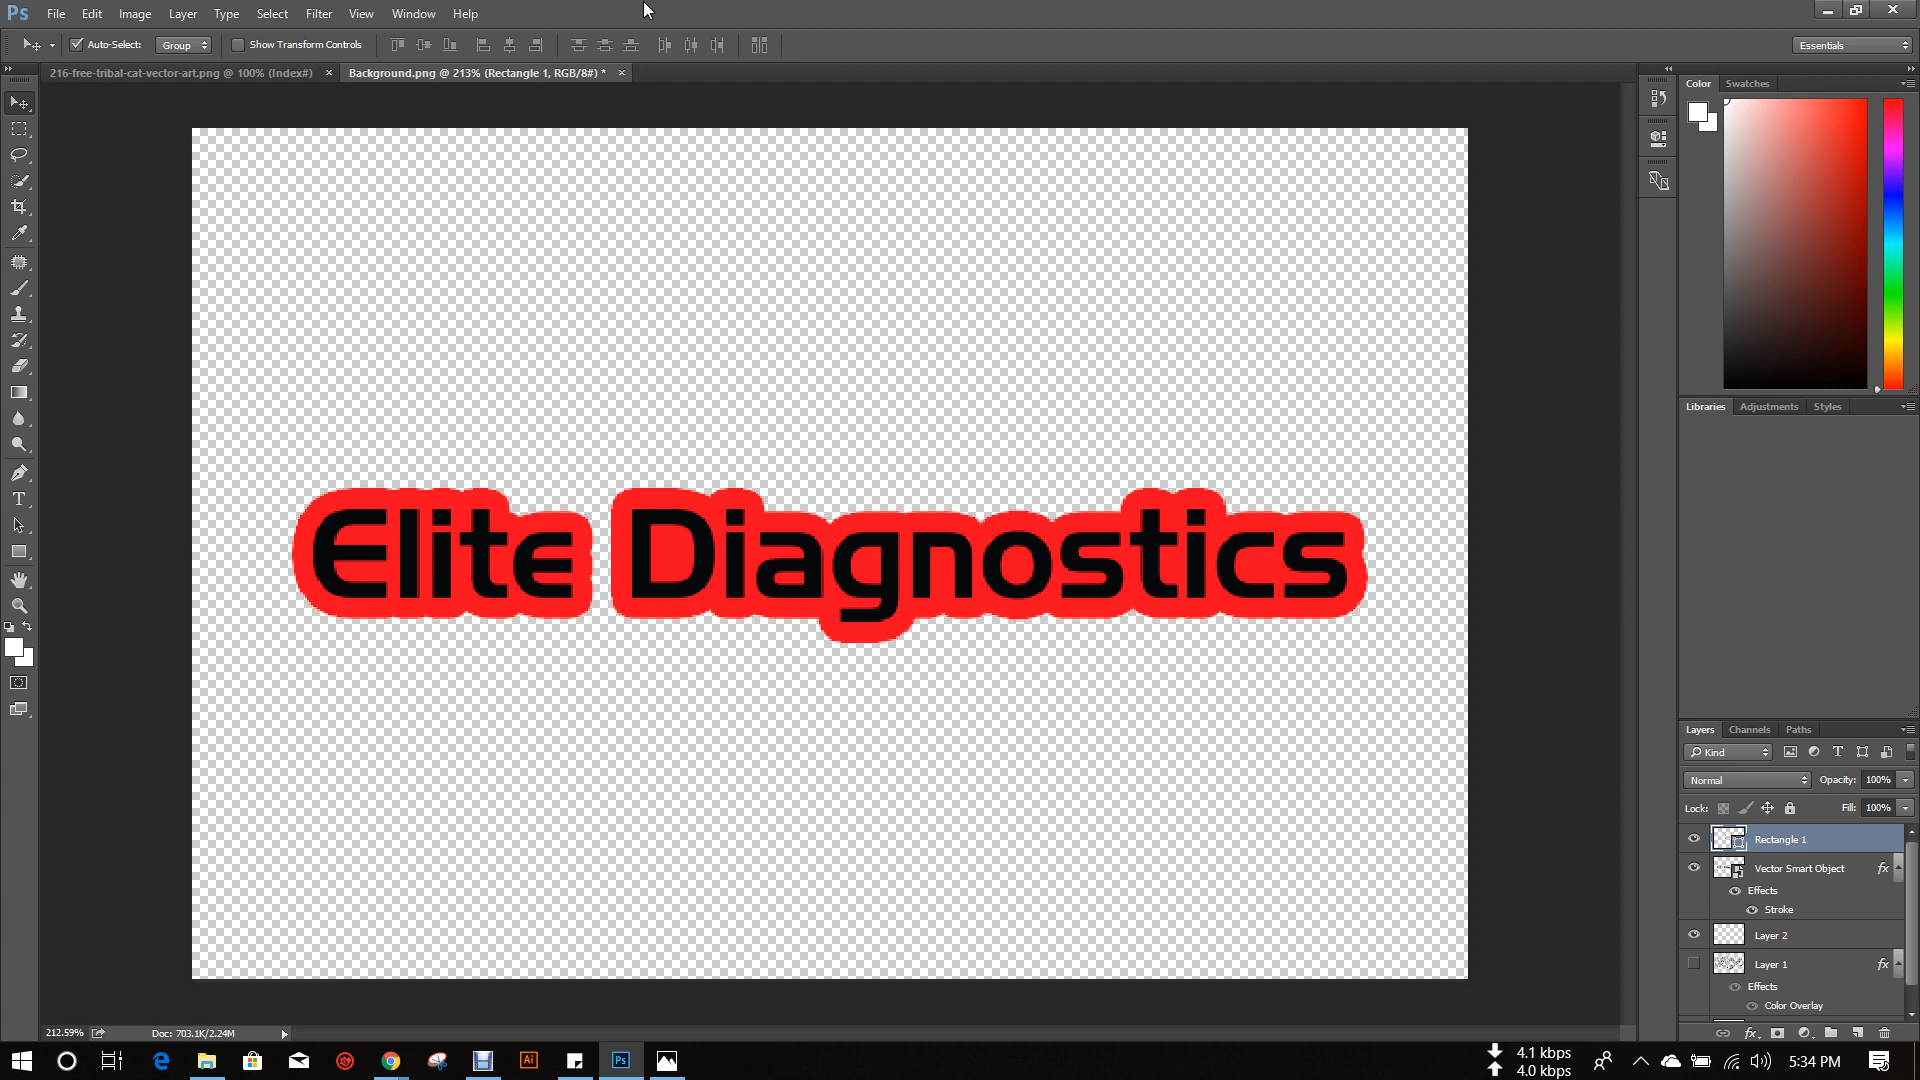 Ps File Edit Image Layer Type Select Filter View Window Help
Auto-Select: Group Show Transform Controls Essentials
216-free-tribal-cat-vector-art.png @ 100% (Index#) Background.png @ 213% (Rectangle 1, RGB/8#) *
Color Swatches
Elite Diagnostics
Libraries Adjustments Styles
Layers Channels Paths
Kind
Normal Opacity: 100%
Lock: Fill: 100%
Rectangle 1
Vector Smart Object fx
Effects
Stroke
Layer 2
Layer 1 fx
Effects
Color Overlay
212.59% Doc: 703.1K/2.24M
Ai Ps 4.1 kbps
4.0 kbps
5:34 PM